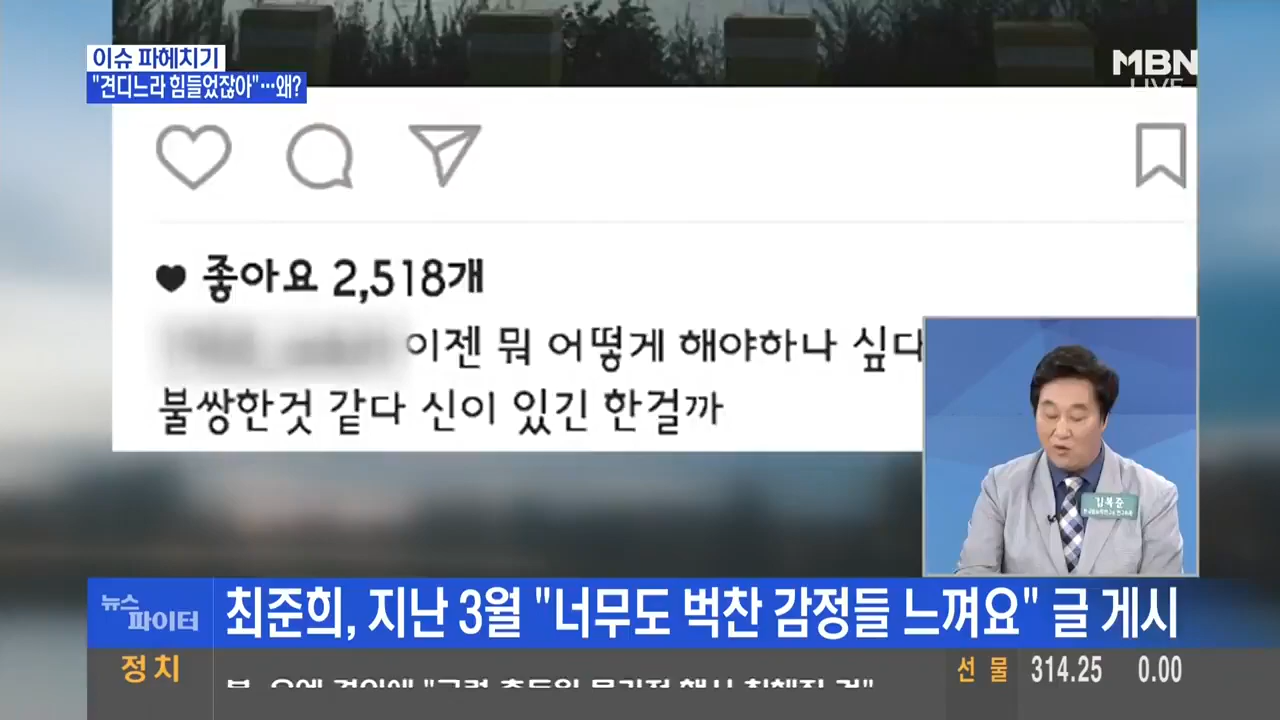 이슈 파헤치기
"견디느라 힘들었잖아"…왜?
MBN
LIVE
좋아요 2,518개
이젠 뭐 어떻게 해야하나 싶다
불쌍한것 같다 신이 있긴 한걸까
김복준
뉴스
파이터
최준희, 지난 3월 "너무도 벅찬 감정들 느껴요" 글 게시
정치
선물 314.25 0.00